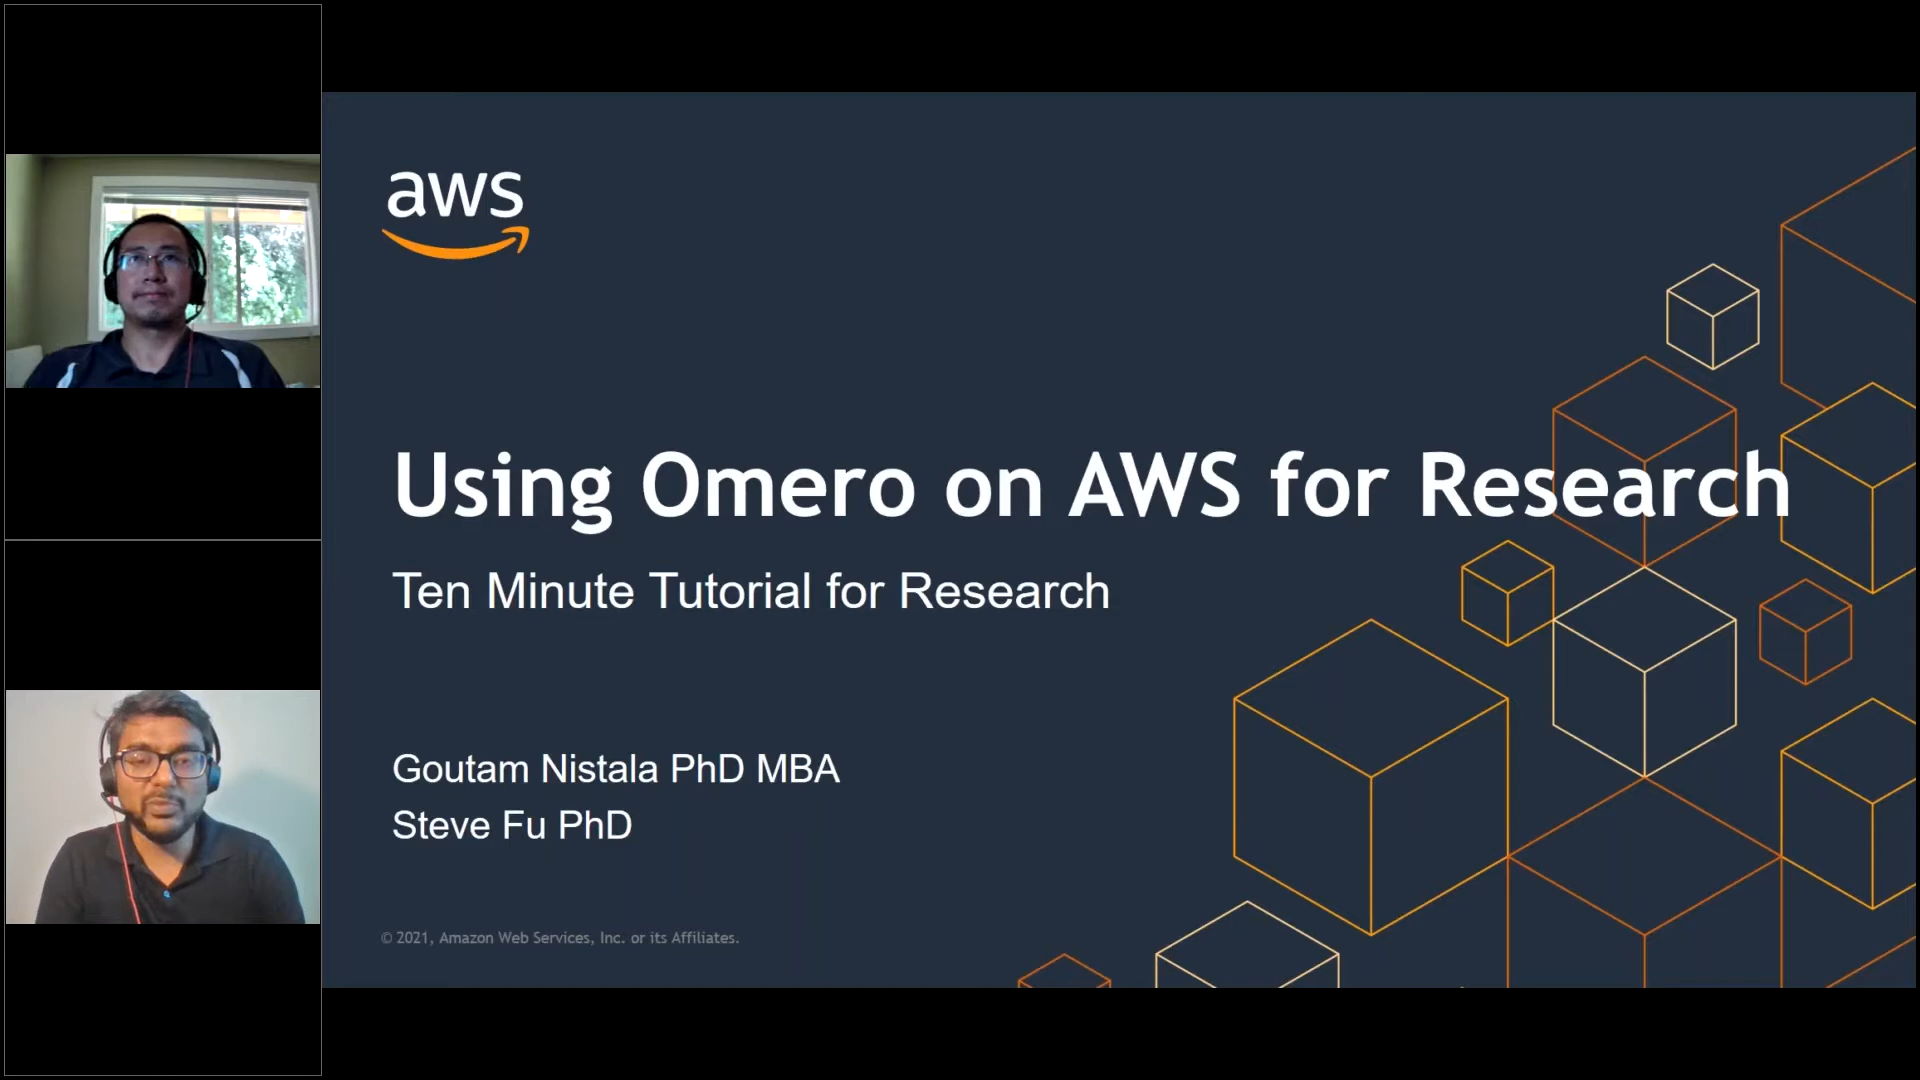 aws
Using Omero on AWS for Research
Ten Minute Tutorial for Research
Goutam Nistala PhD MBA
Steve Fu PhD
© 2021, Amazon Web Services, Inc. or its Affiliates.